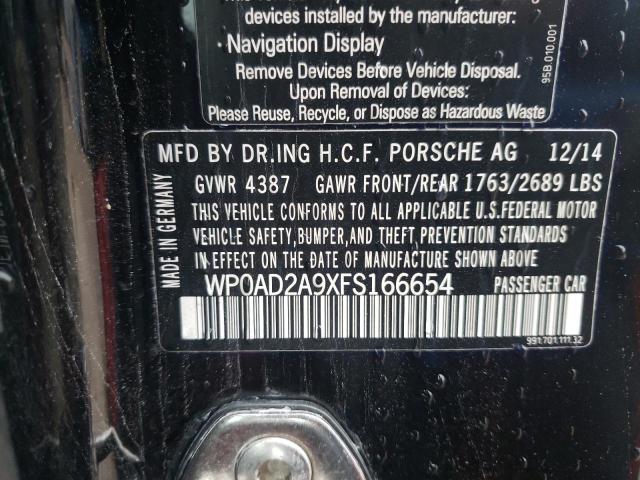 devices installed by the manufacturer:
- Navigation Display
Remove Devices Before Vehicle Disposal.
Upon Removal of Devices:
Please Reuse, Recycle, or Dispose as Hazardous Waste
95B.010.001
MFD BY DR.ING H.C.F. PORSCHE AG 12/14
GVWR 4387 GAWR FRONT/REAR 1763/2689 LBS
THIS VEHICLE CONFORMS TO ALL APPLICABLE U.S.FEDERAL MOTOR
VEHICLE SAFETY,BUMPER,AND THEFT PREVENTION STANDARDS
IN EFFECT ON THE DATE OF MANUFACTURE SHOWN ABOVE
WP0AD2A9XFS166654 PASSENGER CAR
MADE IN GERMANY
991.701.111.32